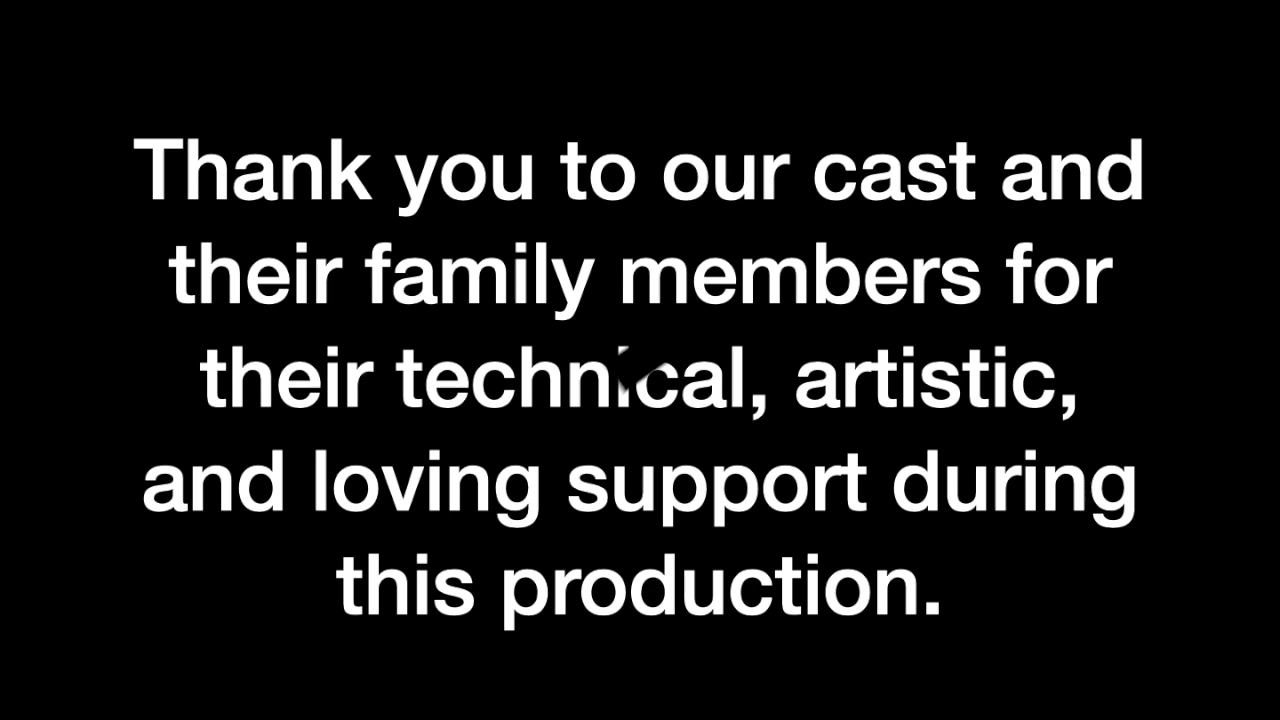 Thank you to our cast and
their family members for
their technical, artistic,
and loving support during
this production.